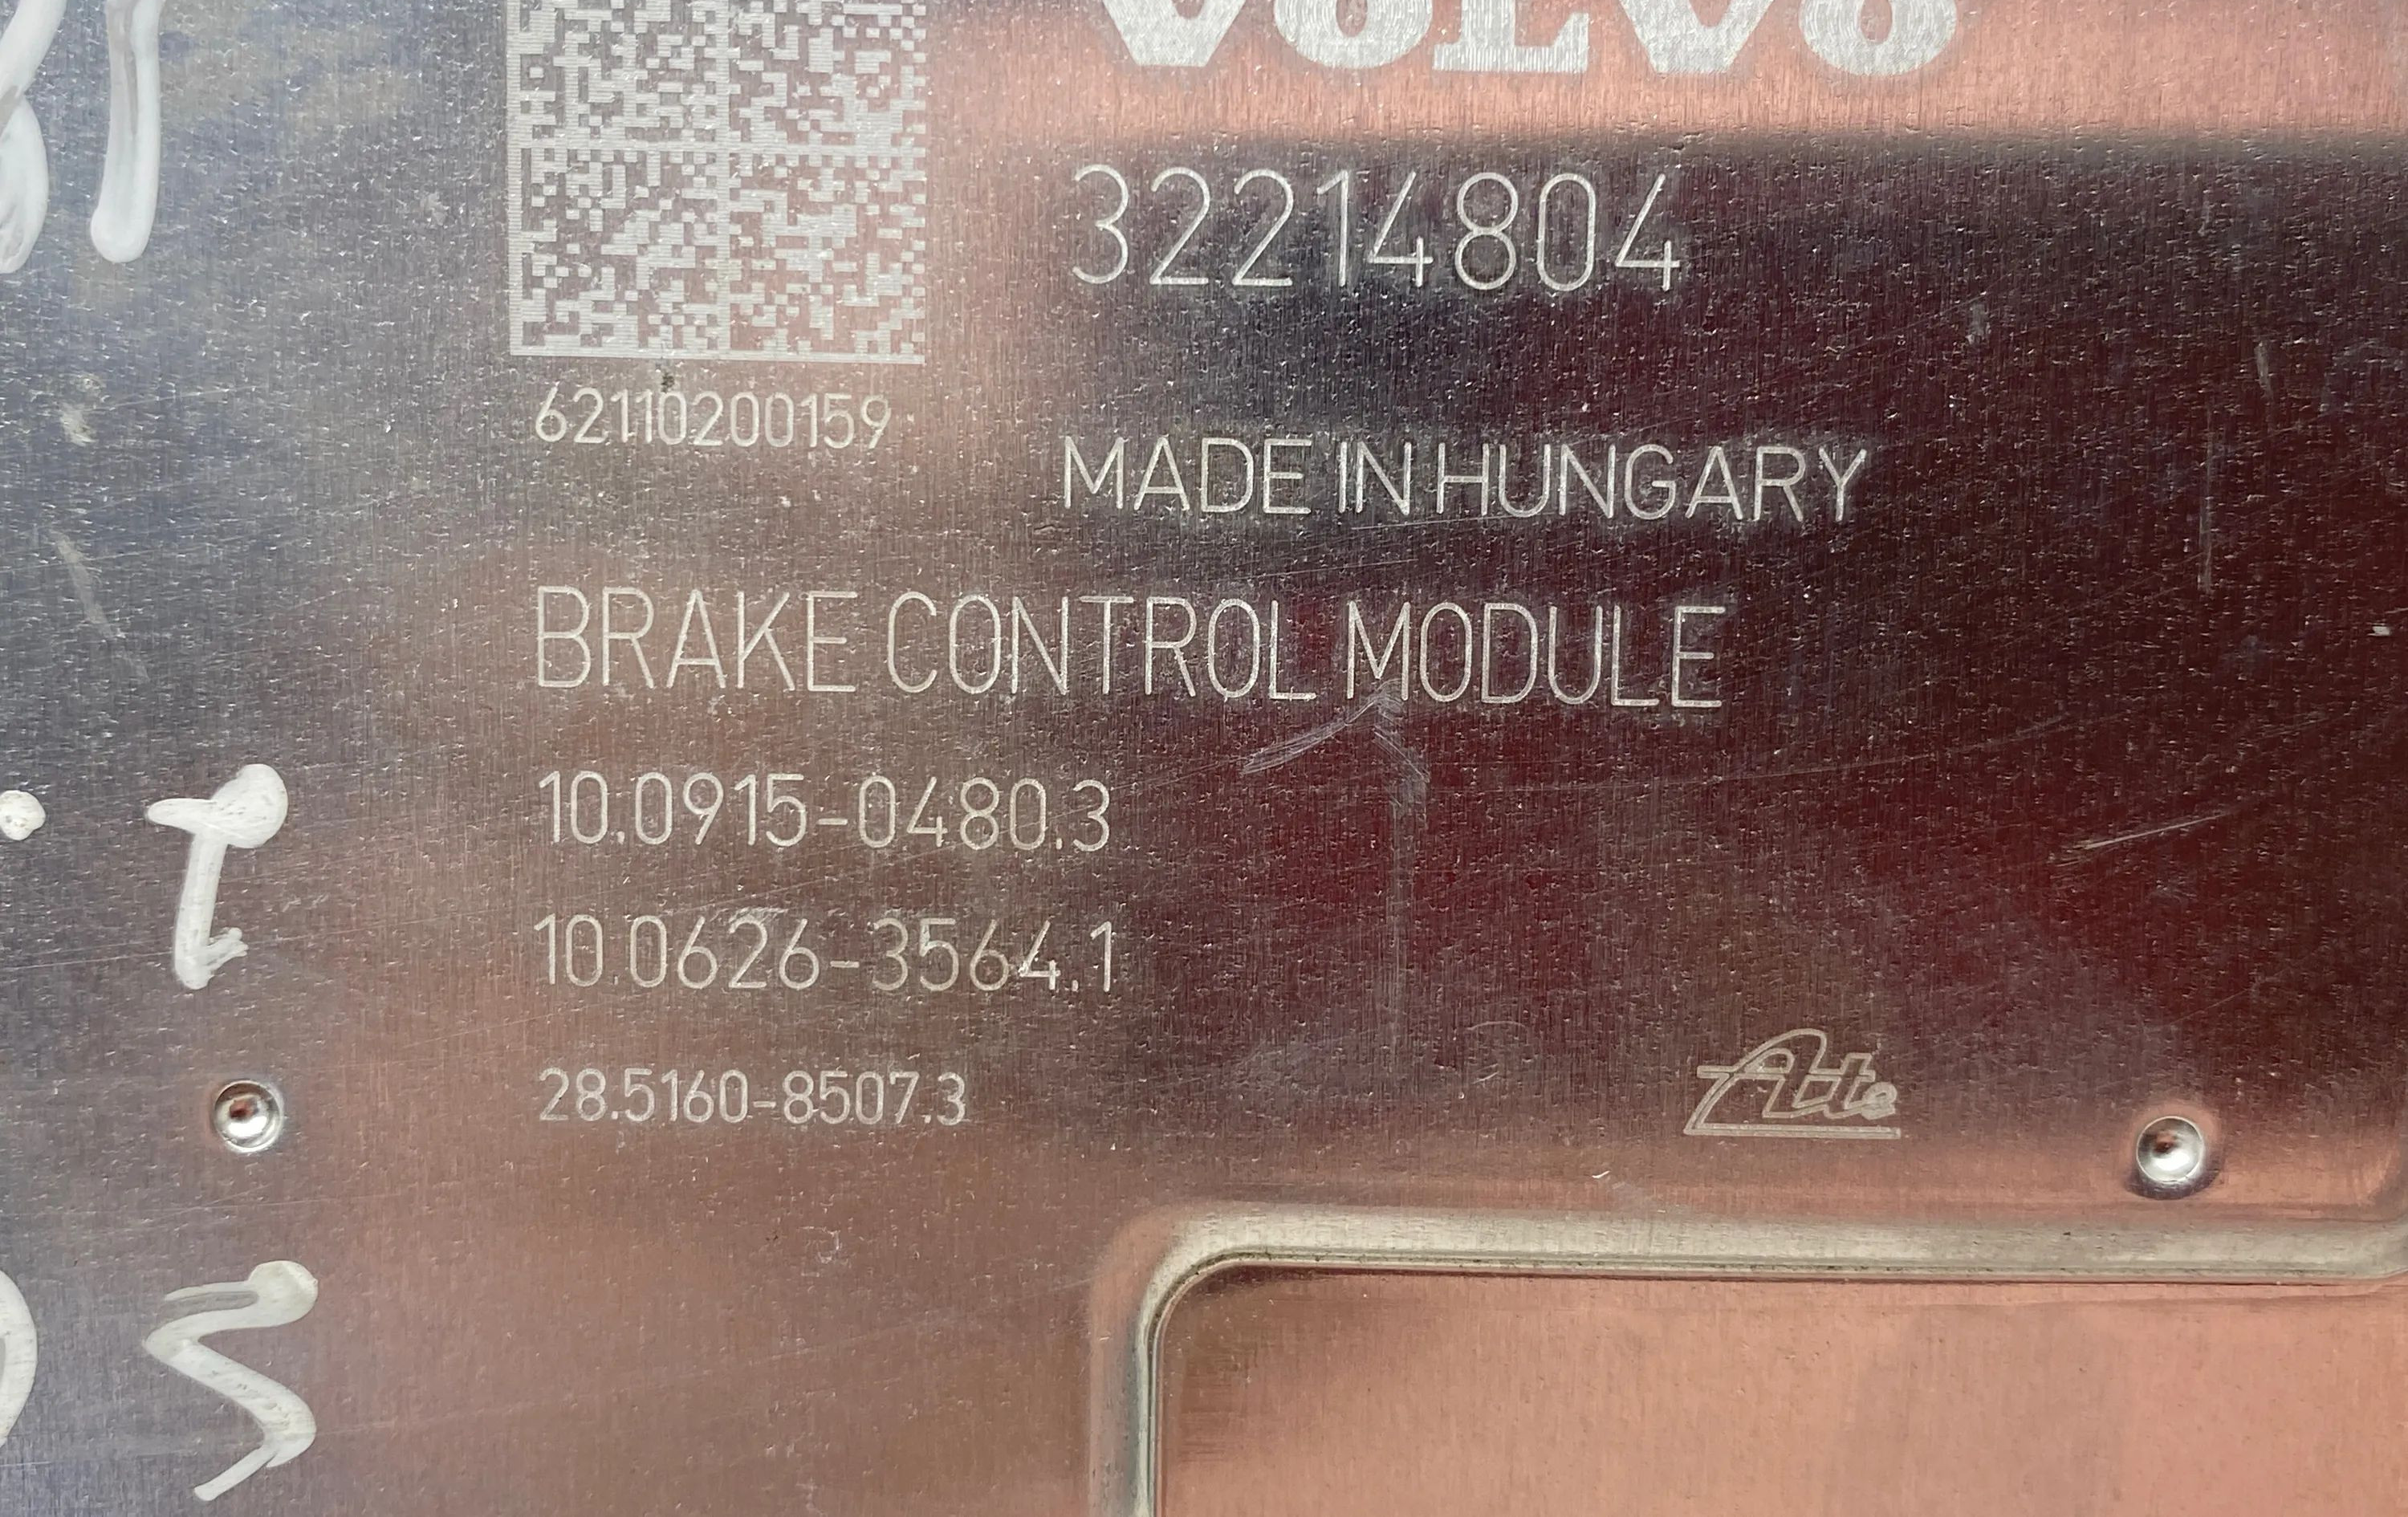 VOLVO
32214804
62110200159
MADE IN HUNGARY
BRAKE CONTROL MODULE
10.0915-0480.3
10.0626-3564.1
28.5160-8507.3
Ate